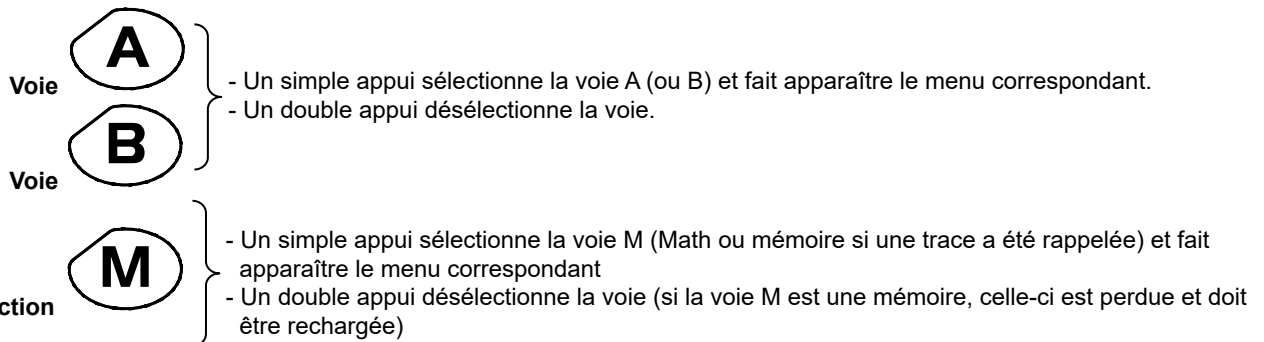 A
Voie
- Un simple appui sélectionne la voie A (ou B) et fait apparaître le menu correspondant.
- Un double appui désélectionne la voie.
B
Voie
M
- Un simple appui sélectionne la voie M (Math ou mémoire si une trace a été rappelée) et fait
apparaître le menu correspondant
ction
- Un double appui désélectionne la voie (si la voie M est une mémoire, celle-ci est perdue et doit
être rechargée)